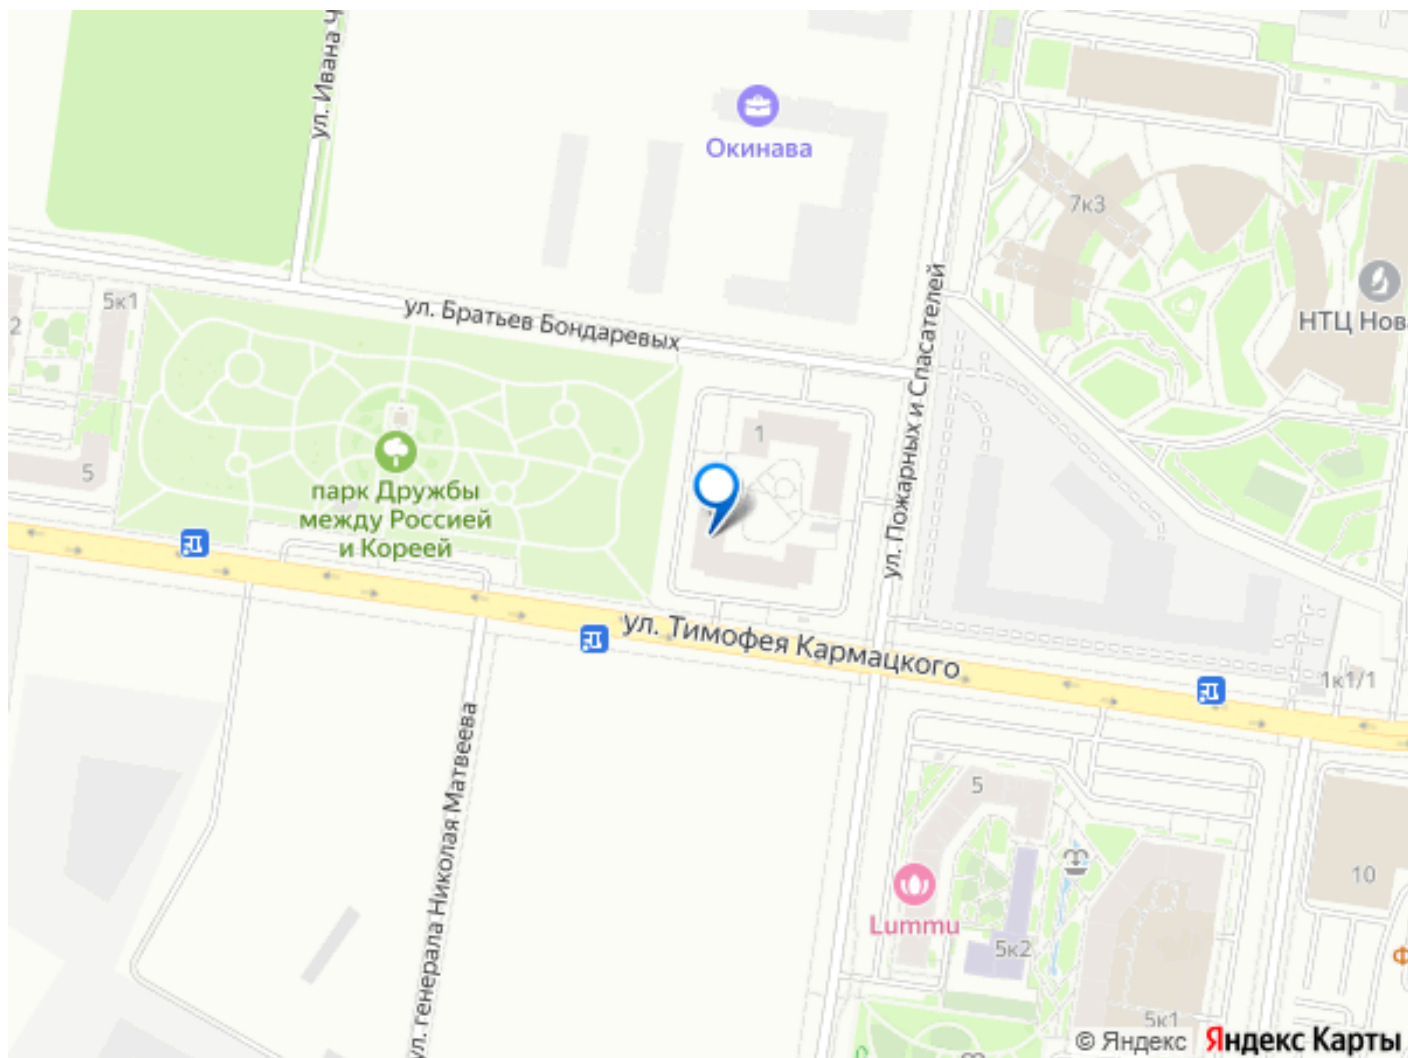 ул. Ивана
Окинава
7к3
5к1
2
ул. Братьев Бондаревых
ул. Пожарных и Спасателей
НТЦ Нов
1
5
парк Дружбы
между Россией
и Кореей
ул. Тимофея Кармацкого
1к1/1
ул. генерала Николая Матвеева
5
10
Lummu
5к2
Ф
5к1
© Яндекс Яндекс Карты